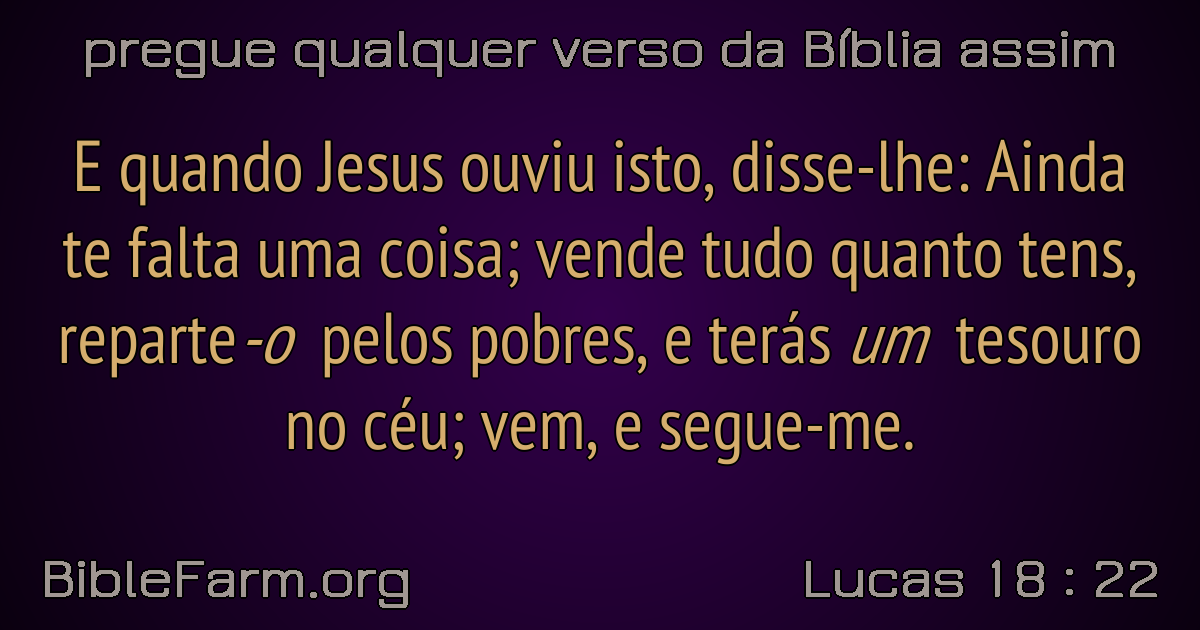 pregue qualquer verso da Bíblia assim
E quando Jesus ouviu isto, disse-lhe: Ainda
te falta uma coisa; vende tudo quanto tens,
reparte-o pelos pobres, e terás um tesouro
no céu; vem, e segue-me.
BibleFarm.org
Lucas 18 : 22